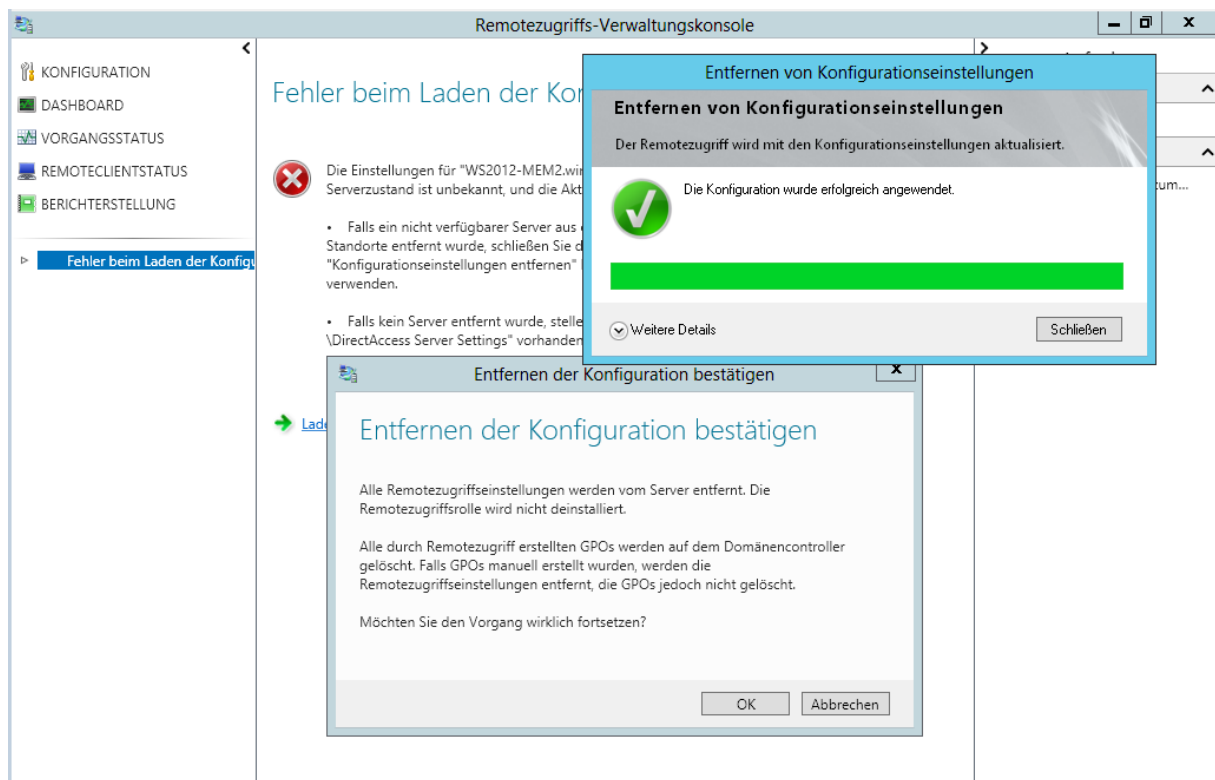 Remotezugriffs-Verwaltungskonsole
KONFIGURATION
DASHBOARD
VORGANGSSTATUS
REMOTECLIENTSTATUS
BERICHTERSTELLUNG
Fehler beim Laden der
Fehler beim Laden der
Die Einstellungen für "WS2012-MEM2.
Serverzustand ist unbekannt, und die
• Falls ein nicht verfügbarer Server aus
Standorte entfernt wurde, schließen Sie
"Konfigurationseinstellungen entfernen"
verwenden.
• Falls kein Server entfernt wurde,
\DirectAccess Server Settings"
Entfernen von Konfigurationseinstellungen
Entfernen von Konfigurationseinstellungen
Der Remotezugriff wird mit den Konfigurationseinstellungen aktualisiert.
Die Konfiguration wurde erfolgreich angewendet.
Weitere Details
Schließen
Entfernen der Konfiguration bestätigen
Entfernen der Konfiguration bestätigen
Alle Remotezugriffseinstellungen werden vom Server entfernt. Die
Remotezugriffsrolle wird nicht deinstalliert.
Alle durch Remotezugriff erstellten GPOs werden auf dem Domänencontroller
gelöscht. Falls GPOs manuell erstellt wurden, werden die
Remotezugriffseinstellungen entfernt, die GPOs jedoch nicht gelöscht.
Möchten Sie den Vorgang wirklich fortsetzen?
OK
Abbrechen